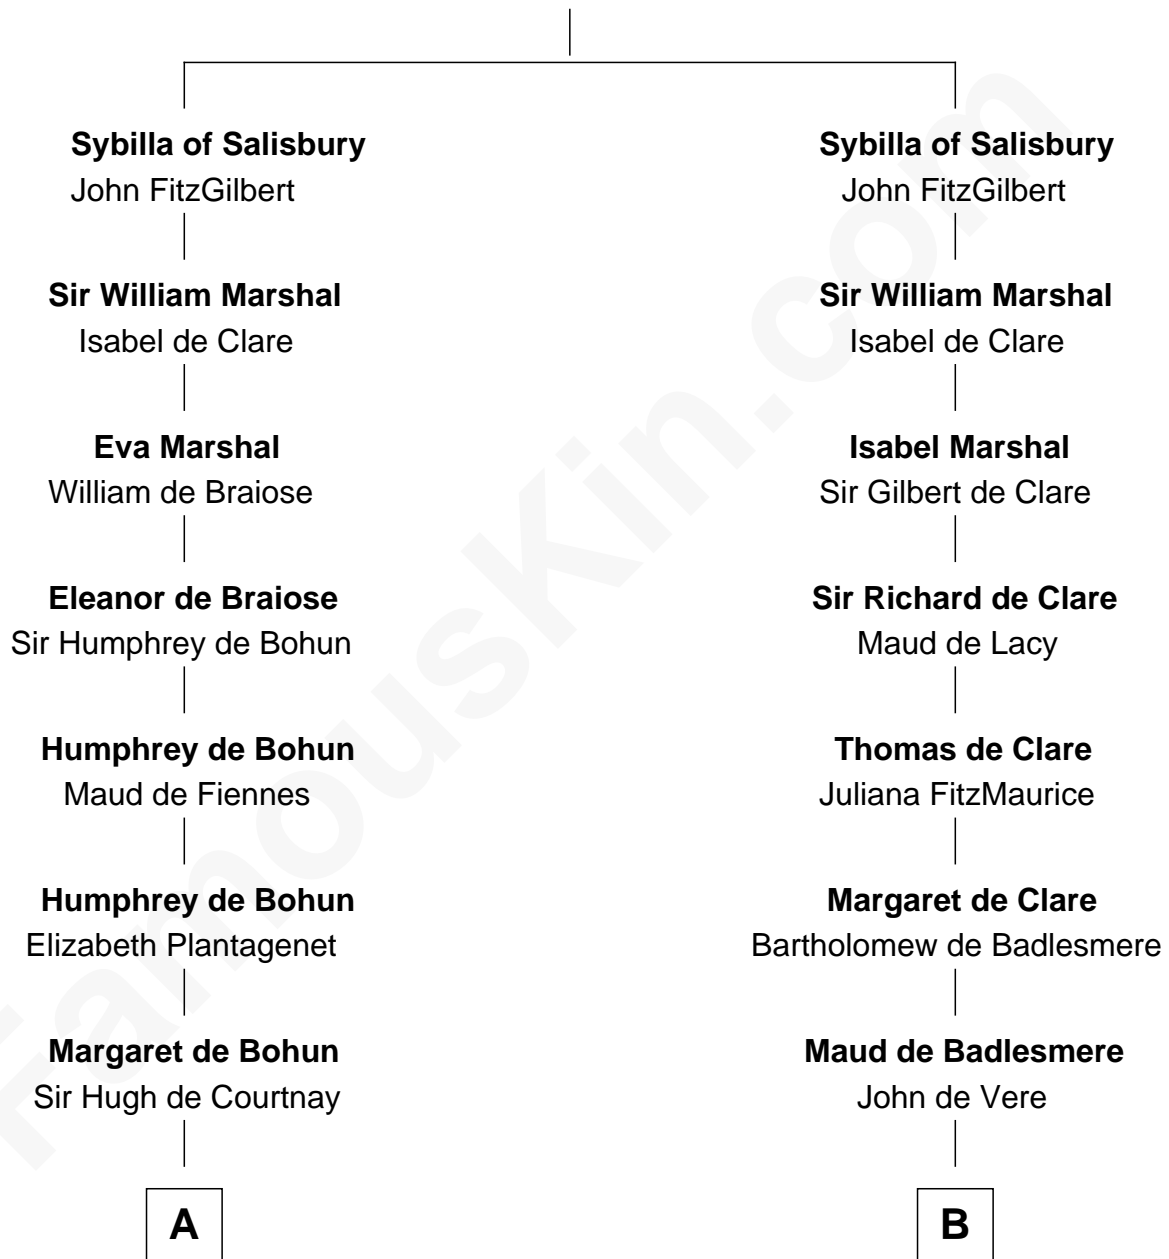 Sybilla of Salisbury
John FitzGilbert
Sir William Marshal
Isabel de Clare
Eva Marshal
William de Braiose
Eleanor de Braiose
Sir Humphrey de Bohun
Humphrey de Bohun
Maud de Fiennes
Humphrey de Bohun
Elizabeth Plantagenet
Margaret de Bohun
Sir Hugh de Courtnay
A
Sybilla of Salisbury
John FitzGilbert
Sir William Marshal
Isabel de Clare
Isabel Marshal
Sir Gilbert de Clare
Sir Richard de Clare
Maud de Lacy
Thomas de Clare
Juliana FitzMaurice
Margaret de Clare
Bartholomew de Badlesmere
Maud de Badlesmere
John de Vere
B
FamousKin.com